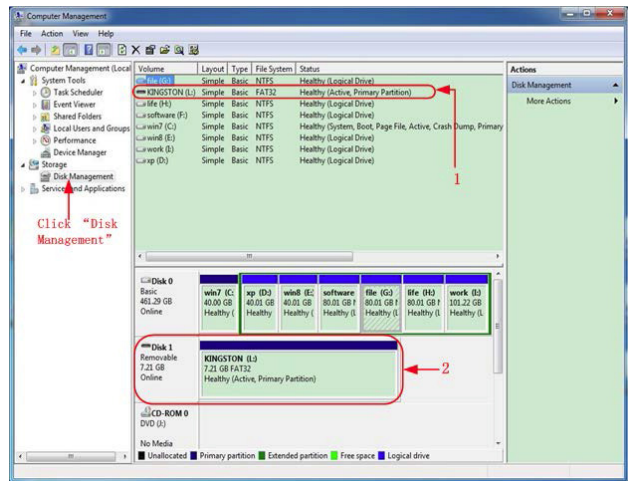 Computer Management
File Action View Help
Computer Management (Local
System Tools
Task Scheduler
Event Viewer
Shared Folders
Local Users and Groups
Performance
Device Manager
Storage
Disk Management
Services and Applications
Click “Disk
Management”
Volume Layout Type File System Status
file (G:) Simple Basic NTFS Healthy (Logical Drive)
KINGSTON (L:) Simple Basic FAT32 Healthy (Active, Primary Partition)
life (H:) Simple Basic NTFS Healthy (Logical Drive)
software (F:) Simple Basic NTFS Healthy (Logical Drive)
win7 (C:) Simple Basic NTFS Healthy (System, Boot, Page File, Active, Crash Dump, Primary
win8 (E:) Simple Basic NTFS Healthy (Logical Drive)
work (I:) Simple Basic NTFS Healthy (Logical Drive)
xp (D:) Simple Basic NTFS Healthy (Logical Drive)
1
Actions
Disk Management
More Actions
Disk 0
Basic
461.29 GB
Online
win7 (C:
40.00 GB
Healthy (
xp (D:)
40.01 GB
Healthy
win8 (E:
40.01 GB
Healthy (
software
80.01 GB
Healthy (L
file (G:)
80.01 GB
Healthy (L
life (H:)
80.01 GB
Healthy (L
work (I:)
101.22 GB
Healthy (L
Disk 1
Removable
7.21 GB
Online
KINGSTON (L:)
7.21 GB FAT32
Healthy (Active, Primary Partition)
2
CD-ROM 0
DVD (J:)
No Media
Unallocated Primary partition Extended partition Free space Logical drive